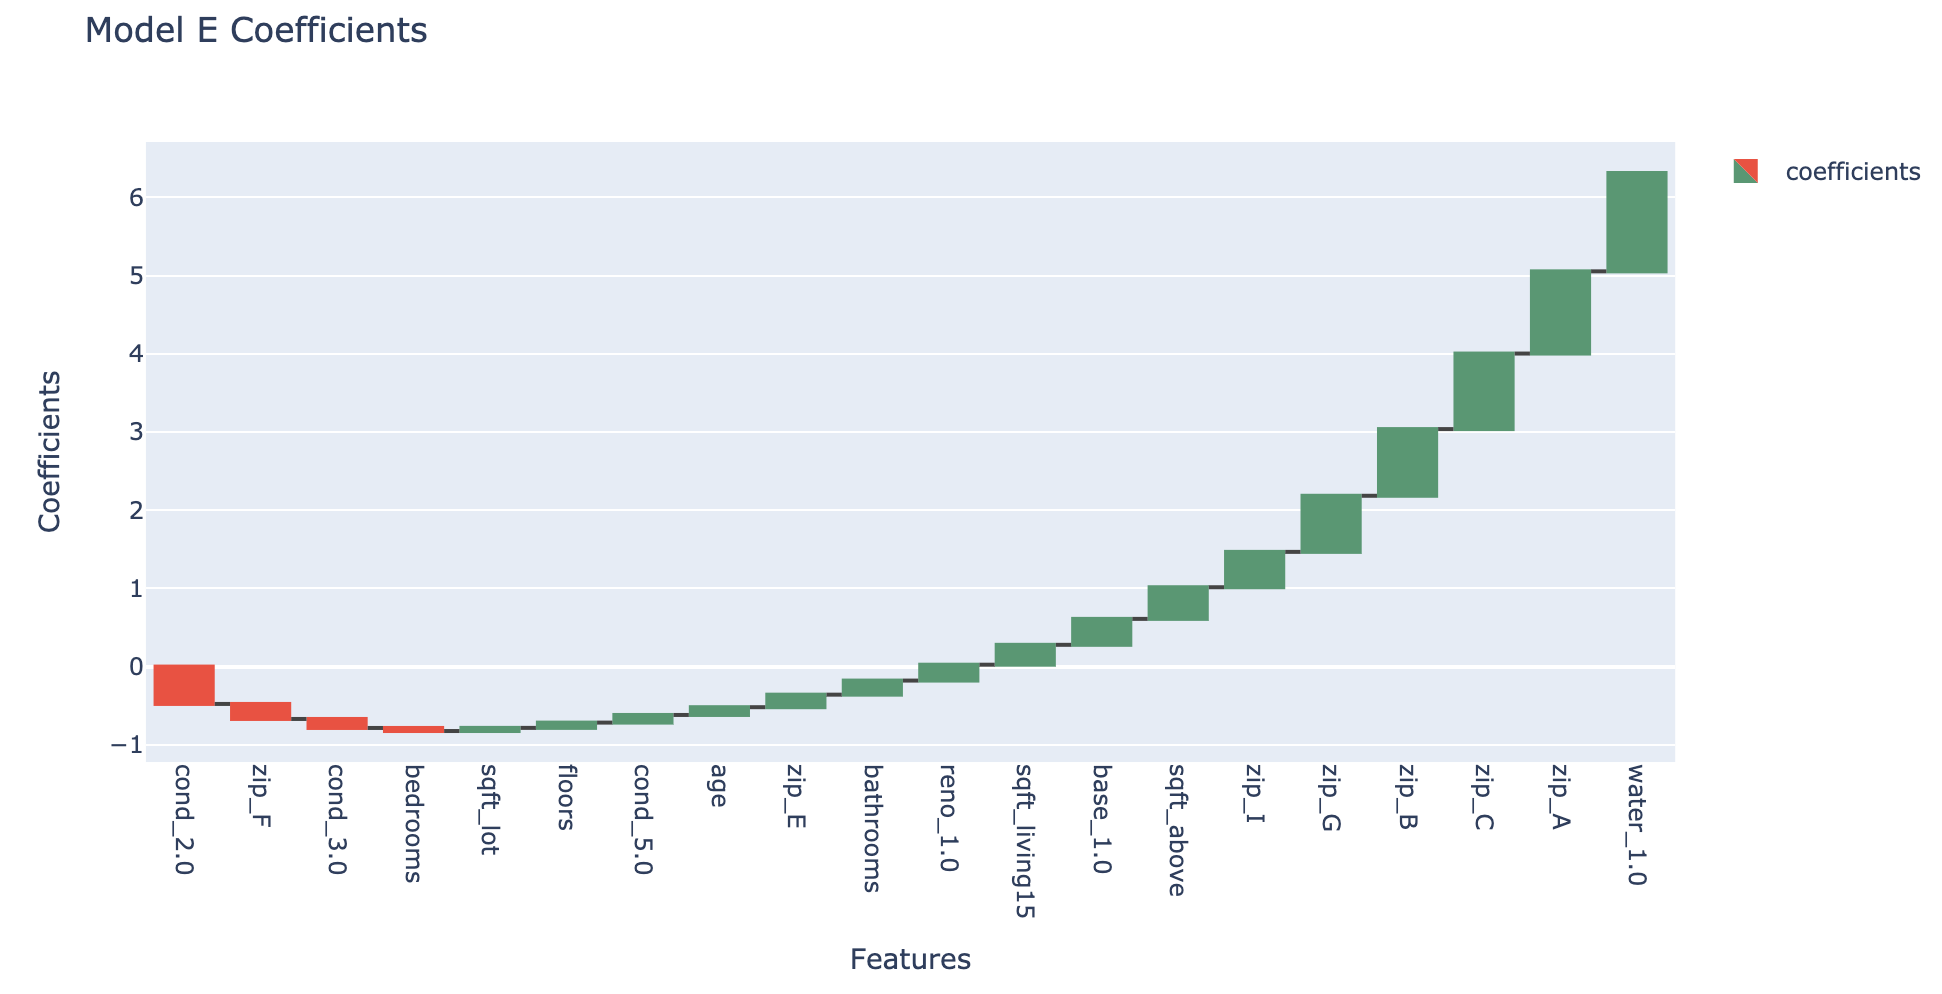 Model E Coefficients
coefficients
6
5
4
3
2
1
0
−1
Coefficients
cond_2.0
zip_F
cond_3.0
bedrooms
sqft_lot
floors
cond_5.0
age
zip_E
bathrooms
reno_1.0
sqft_living15
base_1.0
sqft_above
zip_I
zip_G
zip_B
zip_C
zip_A
water_1.0
Features